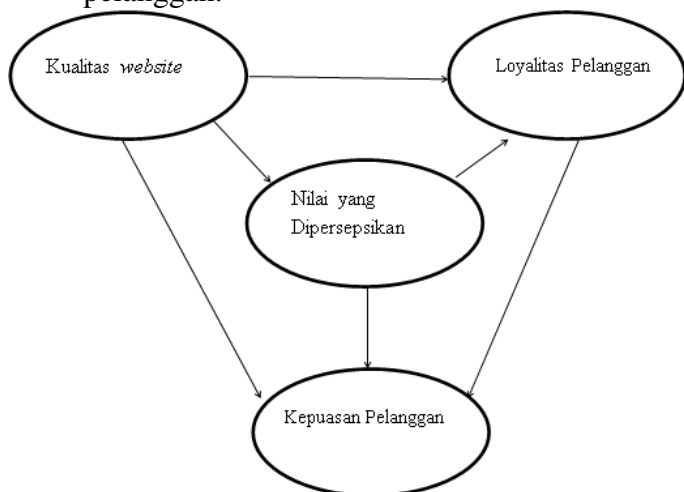 pelanggan.
Kualitas website
Loyalitas Pelanggan
Nilai yang
Dipersepsikan
Kepuasan Pelanggan